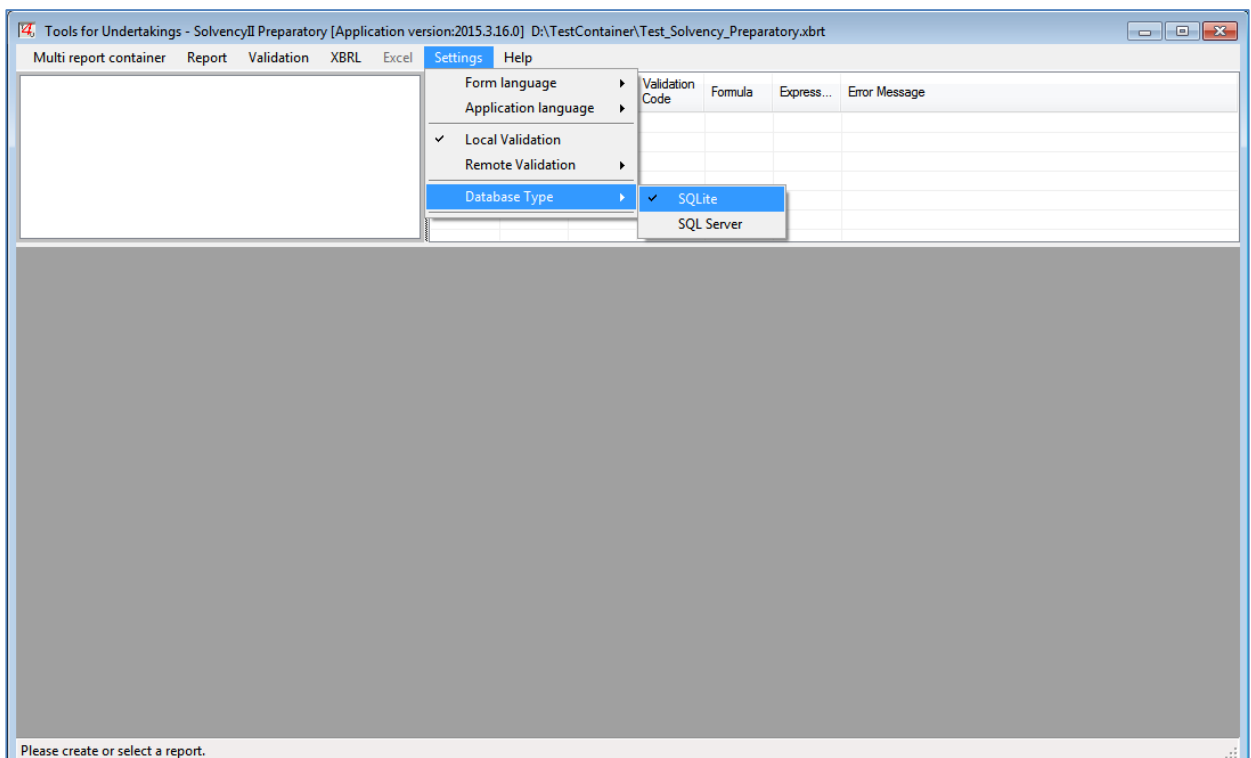 Tools for Undertakings - SolvencyII Preparatory [Application version:2015.3.16.0] D:\TestContainer\Test_Solvency_Preparatory.xbrt
Multi report container Report Validation XBRL Excel Settings Help
Form language
Application language
Local Validation
Remote Validation
Database Type
SQLite
SQL Server
Validation Code Formula Express... Error Message
Please create or select a report.